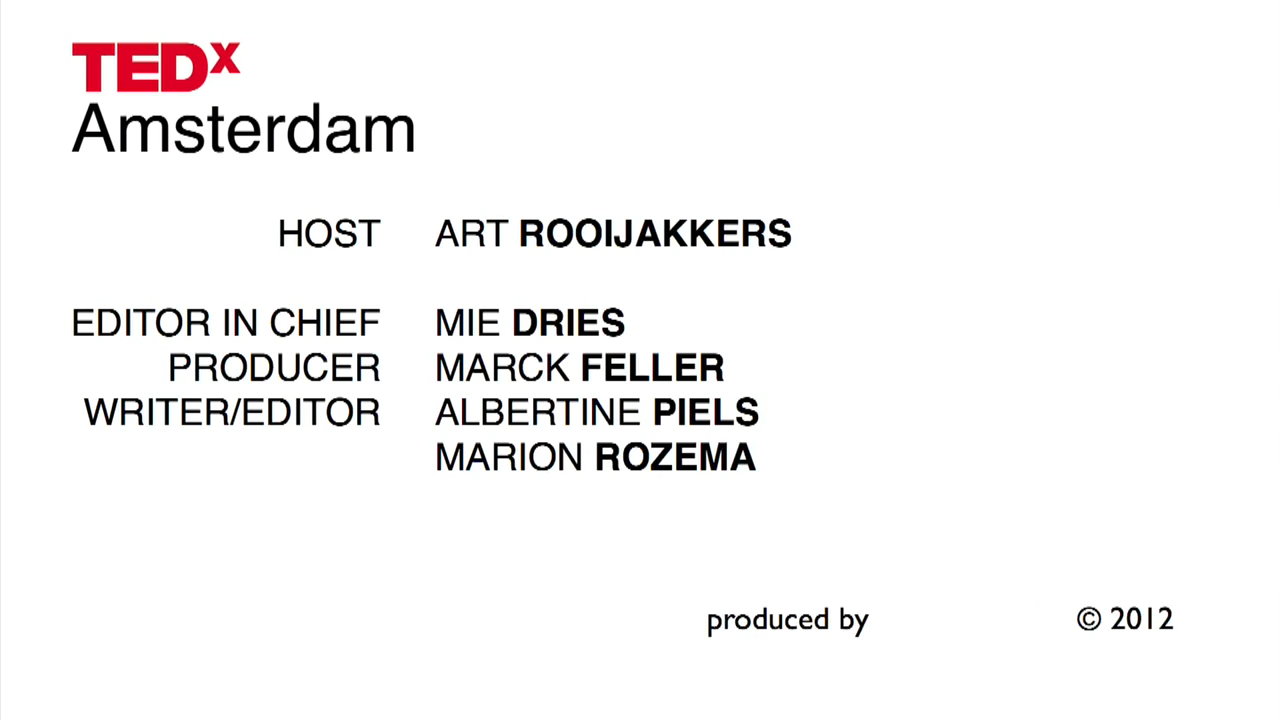 TEDx
Amsterdam
HOST ART ROOIJAKKERS
EDITOR IN CHIEF MIE DRIES
PRODUCER MARCK FELLER
WRITER/EDITOR ALBERTINE PIELS
MARION ROZEMA
produced by © 2012